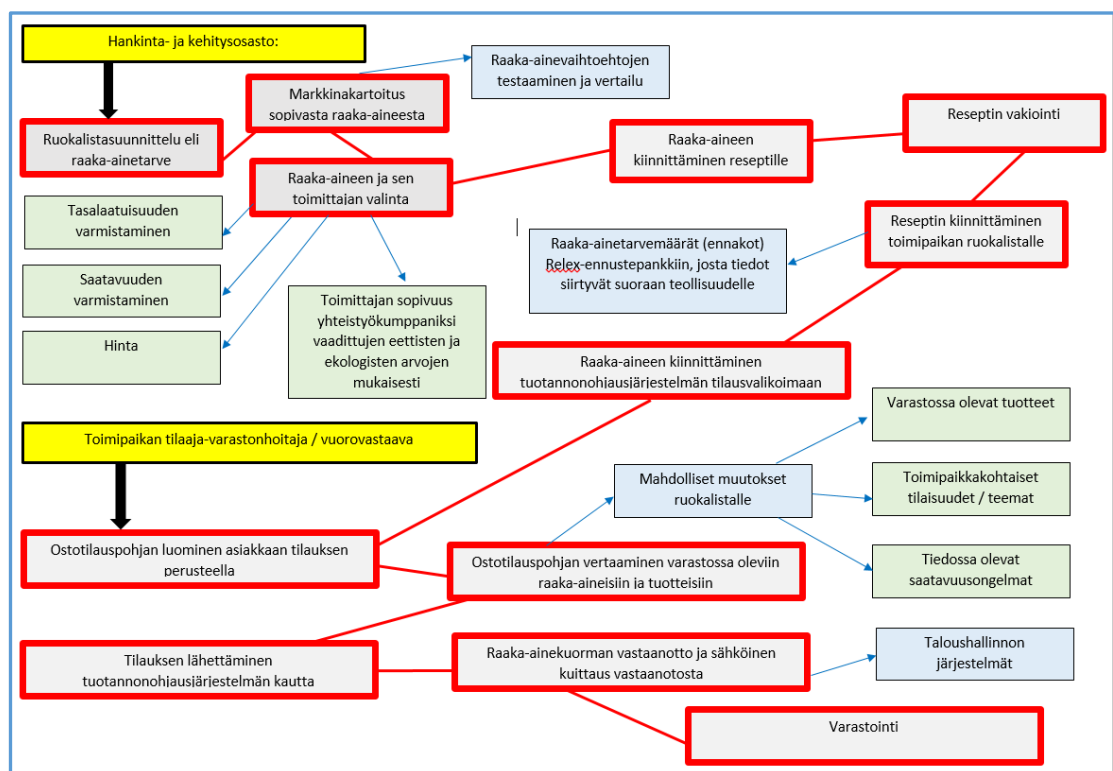 Hankinta- ja kehitysosasto:
Raaka-ainevaihtoehtojen
testaaminen ja vertailu
Markkinakartoitus
sopivasta raaka-aineesta
Reseptin vakiointi
Ruokalistasuunnittelu eli
raaka-ainetarve
Raaka-aineen
kiinnittäminen reseptille
Raaka-aineen ja sen
toimittajan valinta
Tasalaatuisuuden
varmistaminen
Reseptin kiinnittäminen
toimipaikan ruokalistalle
Raaka-ainetarvemäärät (ennakot)
Relex-ennustepankkiin, josta tiedot
siirtyvät suoraan teollisuudelle
Saatavuuden
varmistaminen
Toimittajan sopivuus
yhteistyökumppaniksi
vaadittujen eettisten ja
ekologisten arvojen
mukaisesti
Hinta
Raaka-aineen kiinnittäminen
tuotannonohjausjärjestelmän tilausvalikoimaan
Varastossa olevat tuotteet
Toimipaikan tilaaja-varastonhoitaja / vuorovastaava
Mahdolliset muutokset
ruokalistalle
Toimipaikkakohtaiset
tilaisuudet / teemat
Ostotilauspohjan luominen asiakkaan tilauksen
perusteella
Ostotilauspohjan vertaaminen varastossa oleviin
raaka-aineisiin ja tuotteisiin
Tiedossa olevat
saatavuusongelmat
Tilauksen lähettäminen
tuotannonohjausjärjestelmän kautta
Raaka-ainekuorman vastaanotto ja sähköinen
kuittaus vastaanotosta
Taloushallinnon
järjestelmät
Varastointi